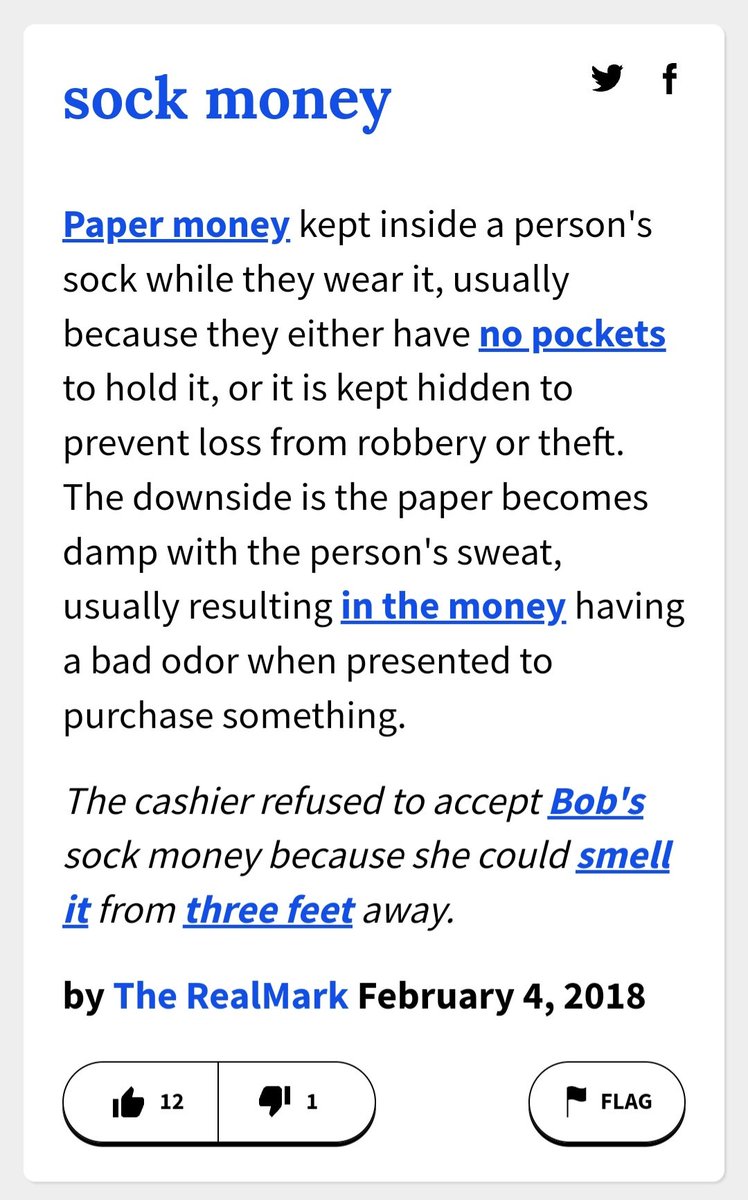 sock money
Paper money kept inside a person's
sock while they wear it, usually
because they either have no pockets
to hold it, or it is kept hidden to
prevent loss from robbery or theft.
The downside is the paper becomes
damp with the person's sweat,
usually resulting in the money having
a bad odor when presented to
purchase something.
The cashier refused to accept Bob's
sock money because she could smell
it from three feet away.
by The RealMark February 4, 2018
12 1 FLAG